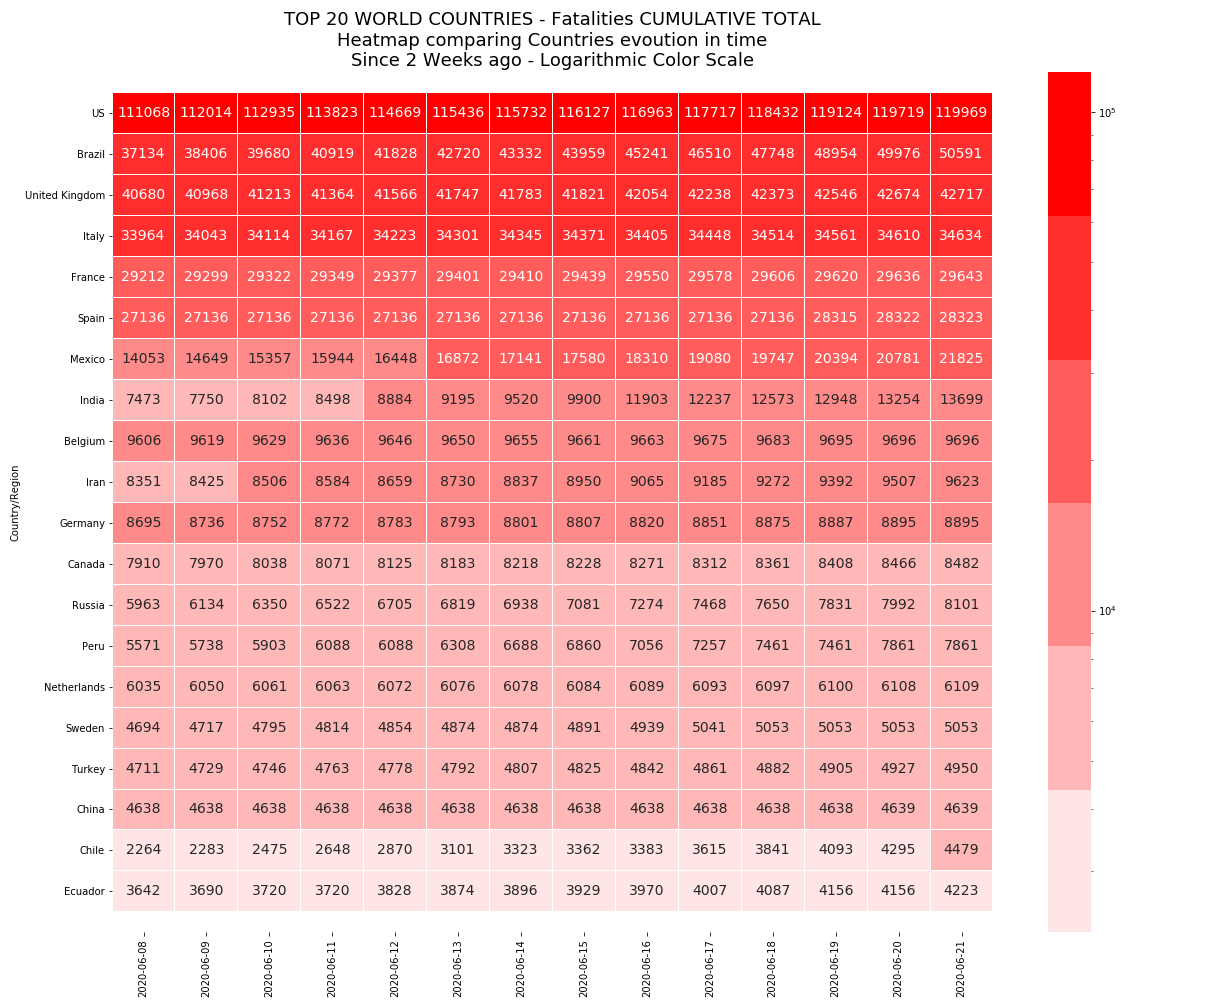 TOP 20 WORLD COUNTRIES - Fatalities CUMULATIVE TOTAL
Heatmap comparing Countries evoution in time
Since 2 Weeks ago - Logarithmic Color Scale
US 111068 112014 112935 113823 114669 115436 115732 116127 116963 117717 118432 119124 119719 119969
Brazil 37134 38406 39680 40919 41828 42720 43332 43959 45241 46510 47748 48954 49976 50591
United Kingdom 40680 40968 41213 41364 41566 41747 41783 41821 42054 42238 42373 42546 42674 42717
Italy 33964 34043 34114 34167 34223 34301 34345 34371 34405 34448 34514 34561 34610 34634
France 29212 29299 29322 29349 29377 29401 29410 29439 29550 29578 29606 29620 29636 29643
Spain 27136 27136 27136 27136 27136 27136 27136 27136 27136 27136 27136 28315 28322 28323
Mexico 14053 14649 15357 15944 16448 16872 17141 17580 18310 19080 19747 20394 20781 21825
India 7473 7750 8102 8498 8884 9195 9520 9900 11903 12237 12573 12948 13254 13699
Belgium 9606 9619 9629 9636 9646 9650 9655 9661 9663 9675 9683 9695 9696 9696
Iran 8351 8425 8506 8584 8659 8730 8837 8950 9065 9185 9272 9392 9507 9623
Germany 8695 8736 8752 8772 8783 8793 8801 8807 8820 8851 8875 8887 8895 8895
Canada 7910 7970 8038 8071 8125 8183 8218 8228 8271 8312 8361 8408 8466 8482
Russia 5963 6134 6350 6522 6705 6819 6938 7081 7274 7468 7650 7831 7992 8101
Peru 5571 5738 5903 6088 6088 6308 6688 6860 7056 7257 7461 7461 7861 7861
Netherlands 6035 6050 6061 6063 6072 6076 6078 6084 6089 6093 6097 6100 6108 6109
Sweden 4694 4717 4795 4814 4854 4874 4874 4891 4939 5041 5053 5053 5053 5053
Turkey 4711 4729 4746 4763 4778 4792 4807 4825 4842 4861 4882 4905 4927 4950
China 4638 4638 4638 4638 4638 4638 4638 4638 4638 4638 4638 4638 4639 4639
Chile 2264 2283 2475 2648 2870 3101 3323 3362 3383 3615 3841 4093 4295 4479
Ecuador 3642 3690 3720 3720 3828 3874 3896 3929 3970 4007 4087 4156 4156 4223
Country/Region
2020-06-08 2020-06-09 2020-06-10 2020-06-11 2020-06-12 2020-06-13 2020-06-14 2020-06-15 2020-06-16 2020-06-17 2020-06-18 2020-06-19 2020-06-20 2020-06-21
10⁵
10⁴